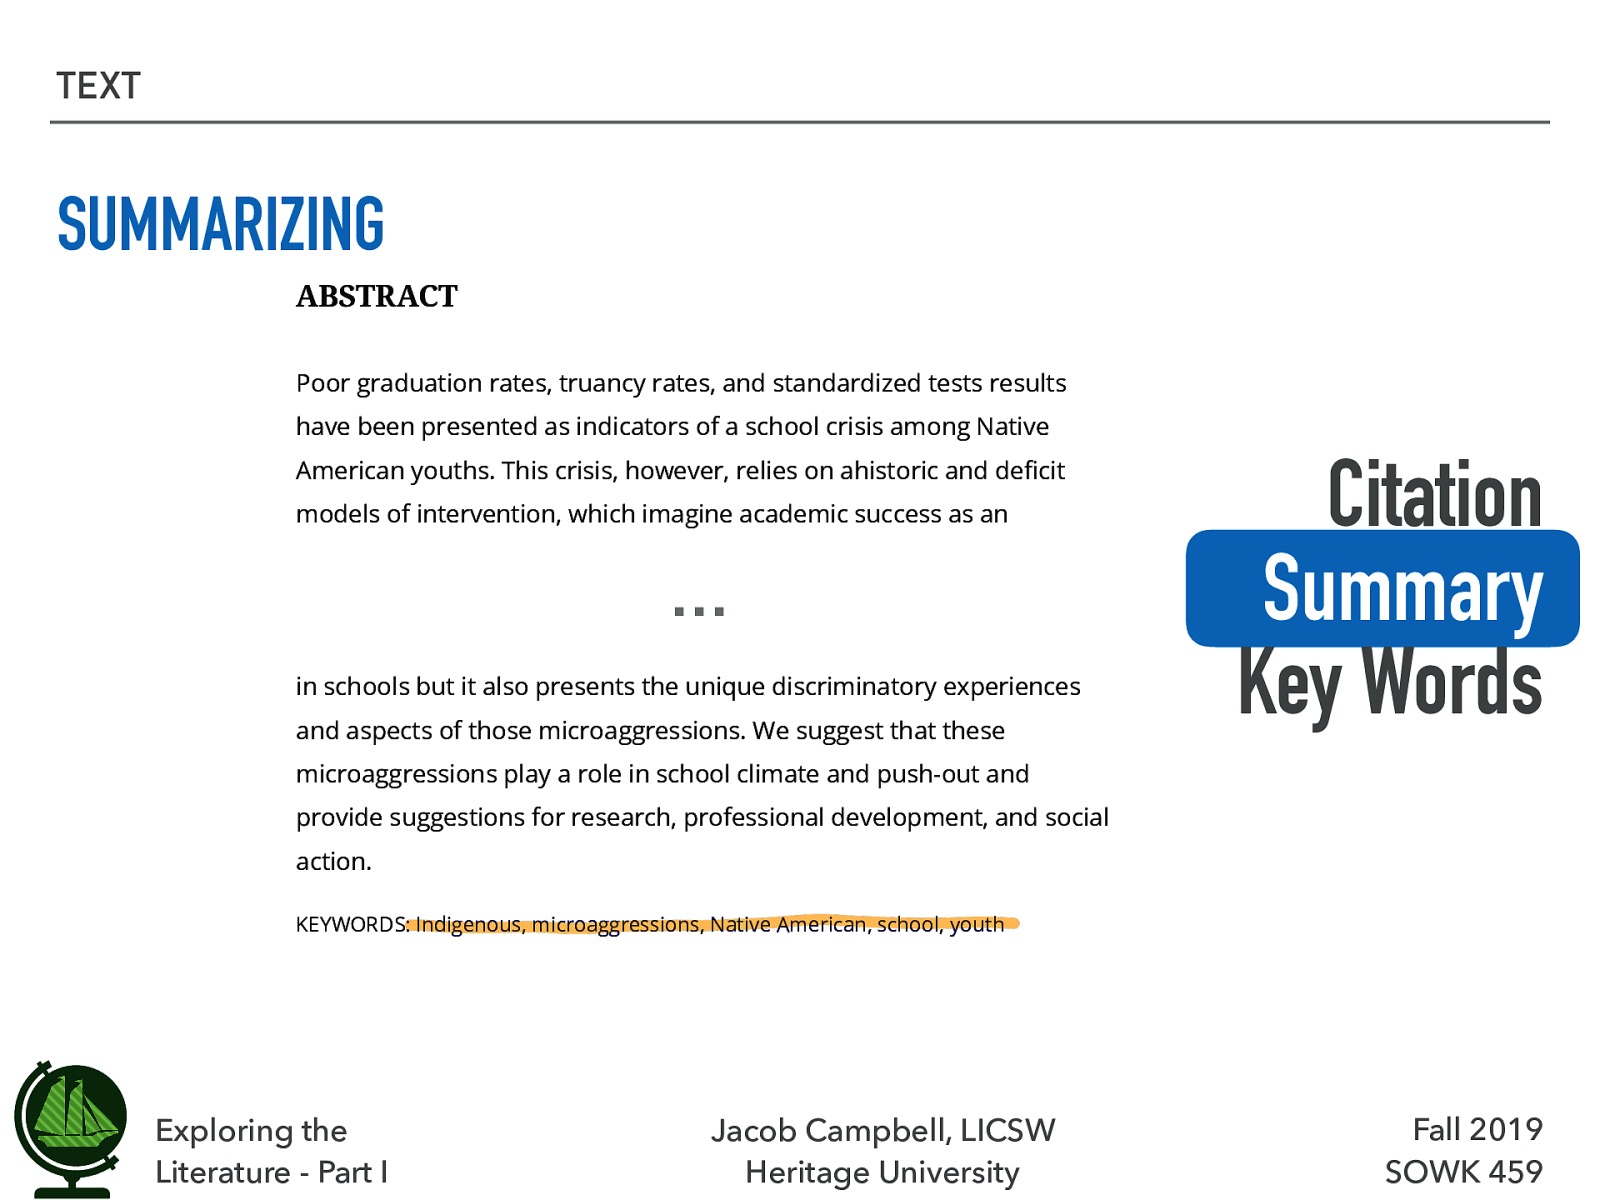 TEXT
SUMMARIZING
ABSTRACT
Poor graduation rates, truancy rates, and standardized tests results
have been presented as indicators of a school crisis among Native
American youths. This crisis, however, relies on ahistoric and deficit
models of intervention, which imagine academic success as an
...
in schools but it also presents the unique discriminatory experiences
and aspects of those microaggressions. We suggest that these
microaggressions play a role in school climate and push-out and
provide suggestions for research, professional development, and social
action.
KEYWORDS: Indigenous, microaggressions, Native American, school, youth
Citation
Summary
Key Words
Exploring the
Literature - Part I
Jacob Campbell, LICSW
Heritage University
Fall 2019
SOWK 459